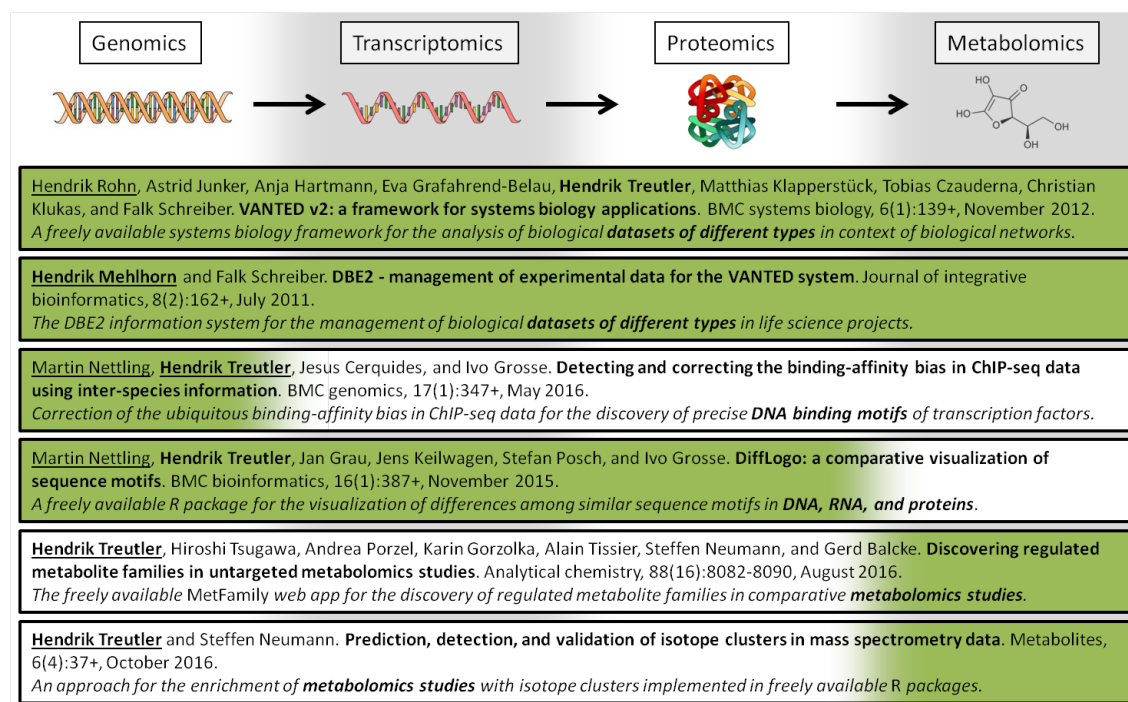 Genomics
Transcriptomics
Proteomics
Metabolomics
HO
O
HO
O
OH
OH
Hendrik Rohn, Astrid Junker, Anja Hartmann, Eva Grafahrend-Belau, Hendrik Treutler, Matthias Klapperstück, Tobias Czauderna, Christian
Klukas, and Falk Schreiber. VANTED v2: a framework for systems biology applications. BMC systems biology, 6(1):139+, November 2012.
A freely available systems biology framework for the analysis of biological datasets of different types in context of biological networks.
Hendrik Mehlhorn and Falk Schreiber. DBE2 - management of experimental data for the VANTED system. Journal of integrative
bioinformatics, 8(2):162+, July 2011.
The DBE2 information system for the management of biological datasets of different types in life science projects.
Martin Nettling, Hendrik Treutler, Jesus Cerquides, and Ivo Grosse. Detecting and correcting the binding-affinity bias in ChIP-seq data
using inter-species information. BMC genomics, 17(1):347+, May 2016.
Correction of the ubiquitous binding-affinity bias in ChIP-seq data for the discovery of precise DNA binding motifs of transcription factors.
Martin Nettling, Hendrik Treutler, Jan Grau, Jens Keilwagen, Stefan Posch, and Ivo Grosse. DiffLogo: a comparative visualization of
sequence motifs. BMC bioinformatics, 16(1):387+, November 2015.
A freely available R package for the visualization of differences among similar sequence motifs in DNA, RNA, and proteins.
Hendrik Treutler, Hiroshi Tsugawa, Andrea Porzel, Karin Gorzolka, Alain Tissier, Steffen Neumann, and Gerd Balcke. Discovering regulated
metabolite families in untargeted metabolomics studies. Analytical chemistry, 88(16):8082-8090, August 2016.
The freely available MetFamily web app for the discovery of regulated metabolite families in comparative metabolomics studies.
Hendrik Treutler and Steffen Neumann. Prediction, detection, and validation of isotope clusters in mass spectrometry data. Metabolites,
6(4):37+, October 2016.
An approach for the enrichment of metabolomics studies with isotope clusters implemented in freely available R packages.